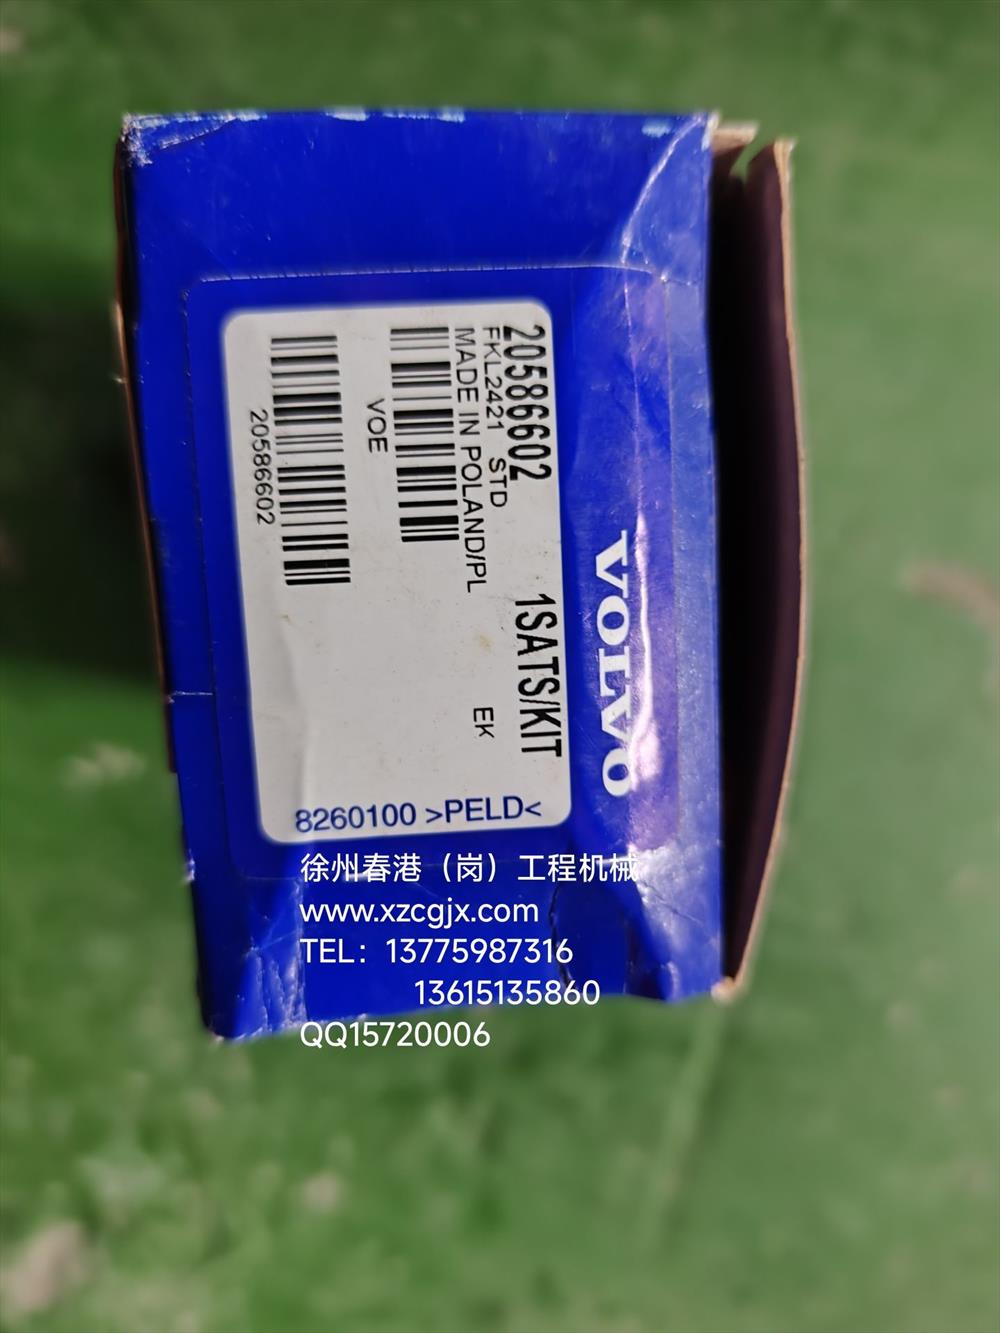 VOLVO
20586602 1SATS/KIT
FKL2421 STD EK
MADE IN POLAND/PL
VOE
20586602
8260100 >PELD<
徐州春港（岗）工程机械
www.xzcgjx.com
TEL：13775987316
13615135860
QQ15720006